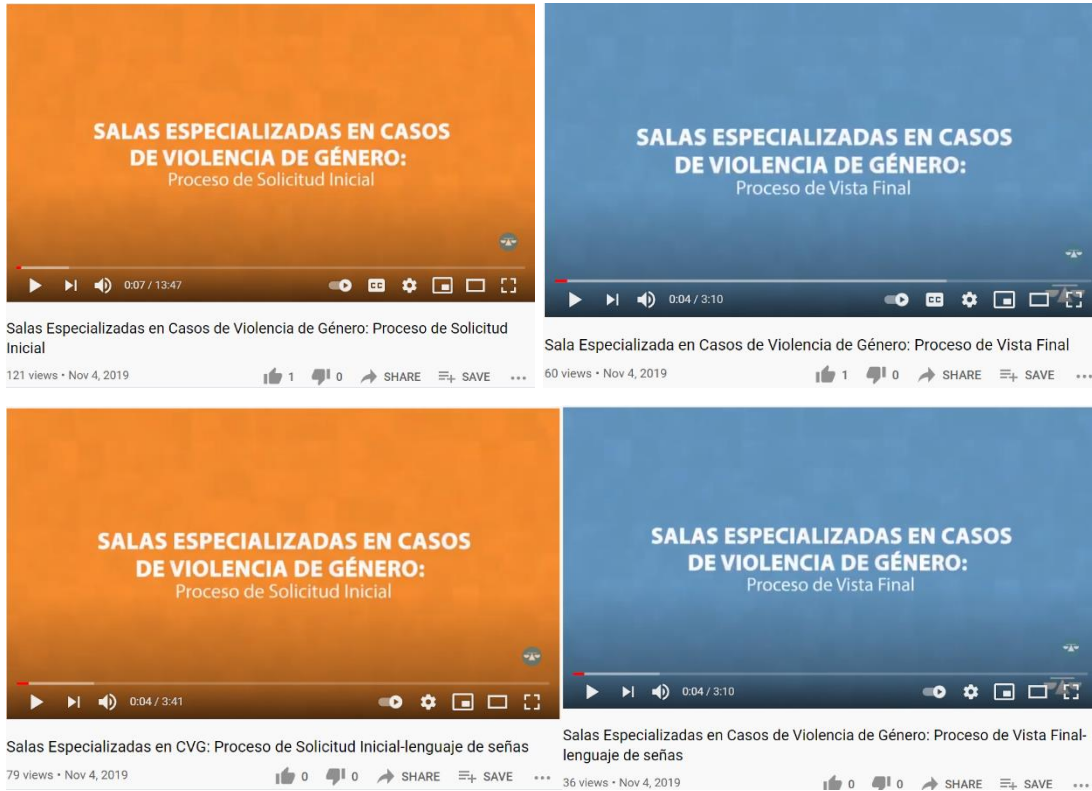 SALAS ESPECIALIZADAS EN CASOS
DE VIOLENCIA DE GÉNERO:
Proceso de Solicitud Inicial
0:07 / 13:47
CC
Salas Especializadas en Casos de Violencia de Género: Proceso de Solicitud
Inicial
121 views • Nov 4, 2019
1
0
SHARE
SAVE
SALAS ESPECIALIZADAS EN CASOS
DE VIOLENCIA DE GÉNERO:
Proceso de Vista Final
0:04 / 3:10
CC
Sala Especializada en Casos de Violencia de Género: Proceso de Vista Final
60 views • Nov 4, 2019
1
0
SHARE
SAVE
SALAS ESPECIALIZADAS EN CASOS
DE VIOLENCIA DE GÉNERO:
Proceso de Solicitud Inicial
0:04 / 3:41
Salas Especializadas en CVG: Proceso de Solicitud Inicial-lenguaje de señas
79 views • Nov 4, 2019
0
0
SHARE
SAVE
SALAS ESPECIALIZADAS EN CASOS
DE VIOLENCIA DE GÉNERO:
Proceso de Vista Final
0:04 / 3:10
Salas Especializadas en Casos de Violencia de Género: Proceso de Vista Final-
lenguaje de señas
36 views • Nov 4, 2019
0
0
SHARE
SAVE